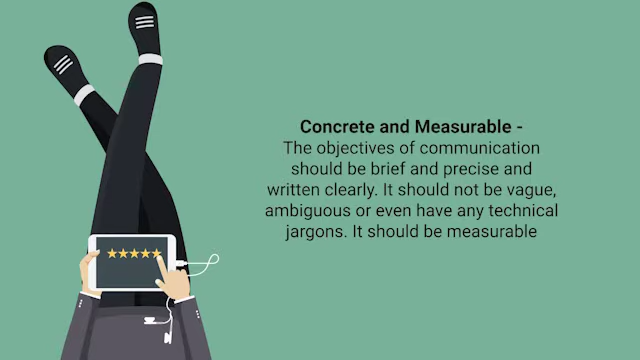 Concrete and Measurable -
The objectives of communication
should be brief and precise and
written clearly. It should not be vague,
ambiguous or even have any technical
jargons. It should be measurable